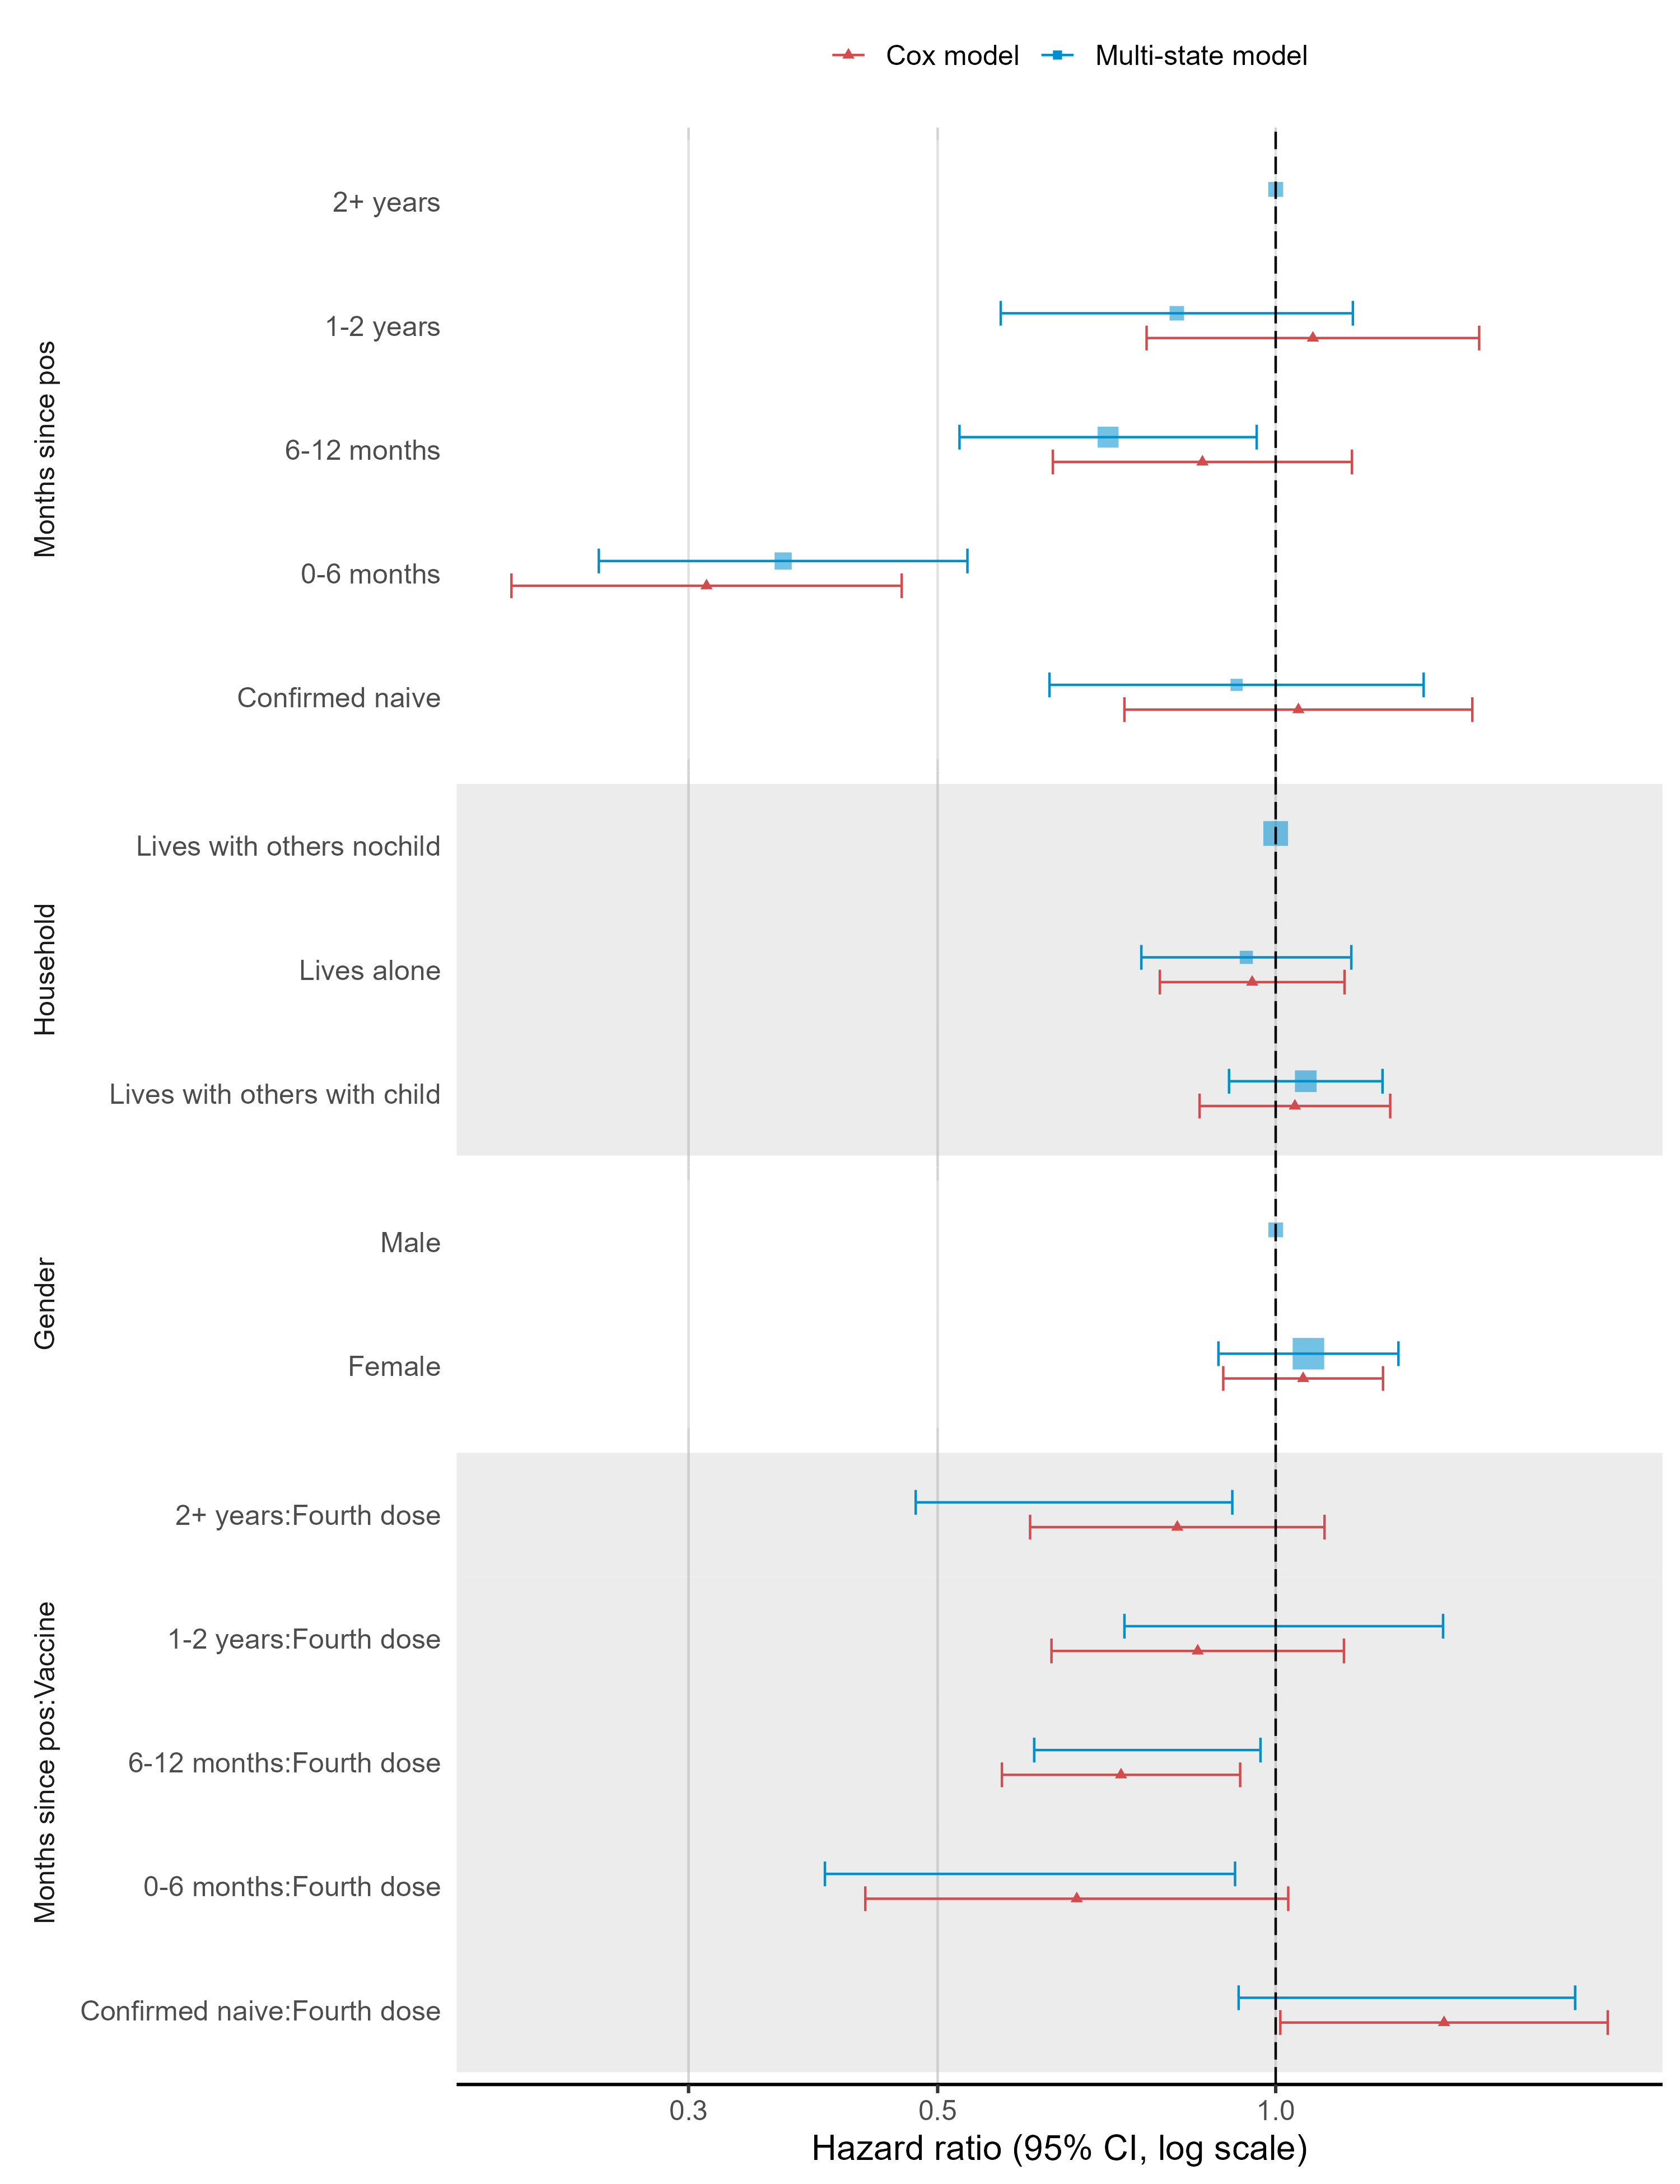 Cox model
Multi-state model
Months since pos
2+ years
1-2 years
6-12 months
0-6 months
Confirmed naive
Household
Lives with others nochild
Lives alone
Lives with others with child
Gender
Male
Female
Months since pos:Vaccine
2+ years:Fourth dose
1-2 years:Fourth dose
6-12 months:Fourth dose
0-6 months:Fourth dose
Confirmed naive:Fourth dose
0.3
0.5
1.0
Hazard ratio (95% CI, log scale)